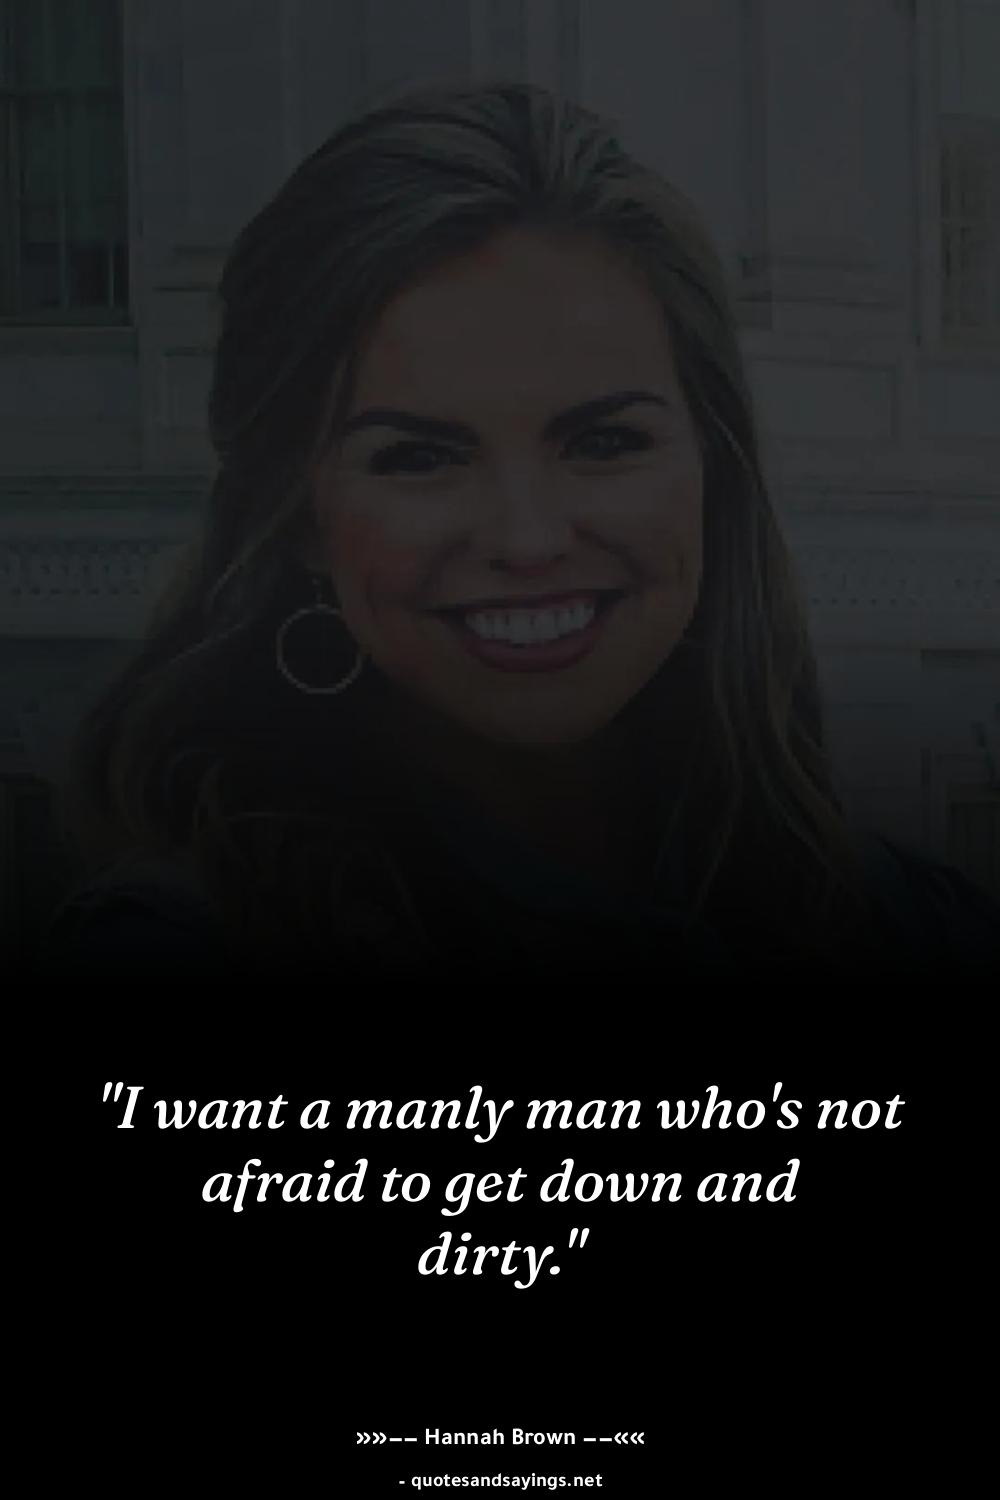 "I want a manly man who's not
afraid to get down and
dirty."
»»−− Hannah Brown −−««
- quotesandsayings.net